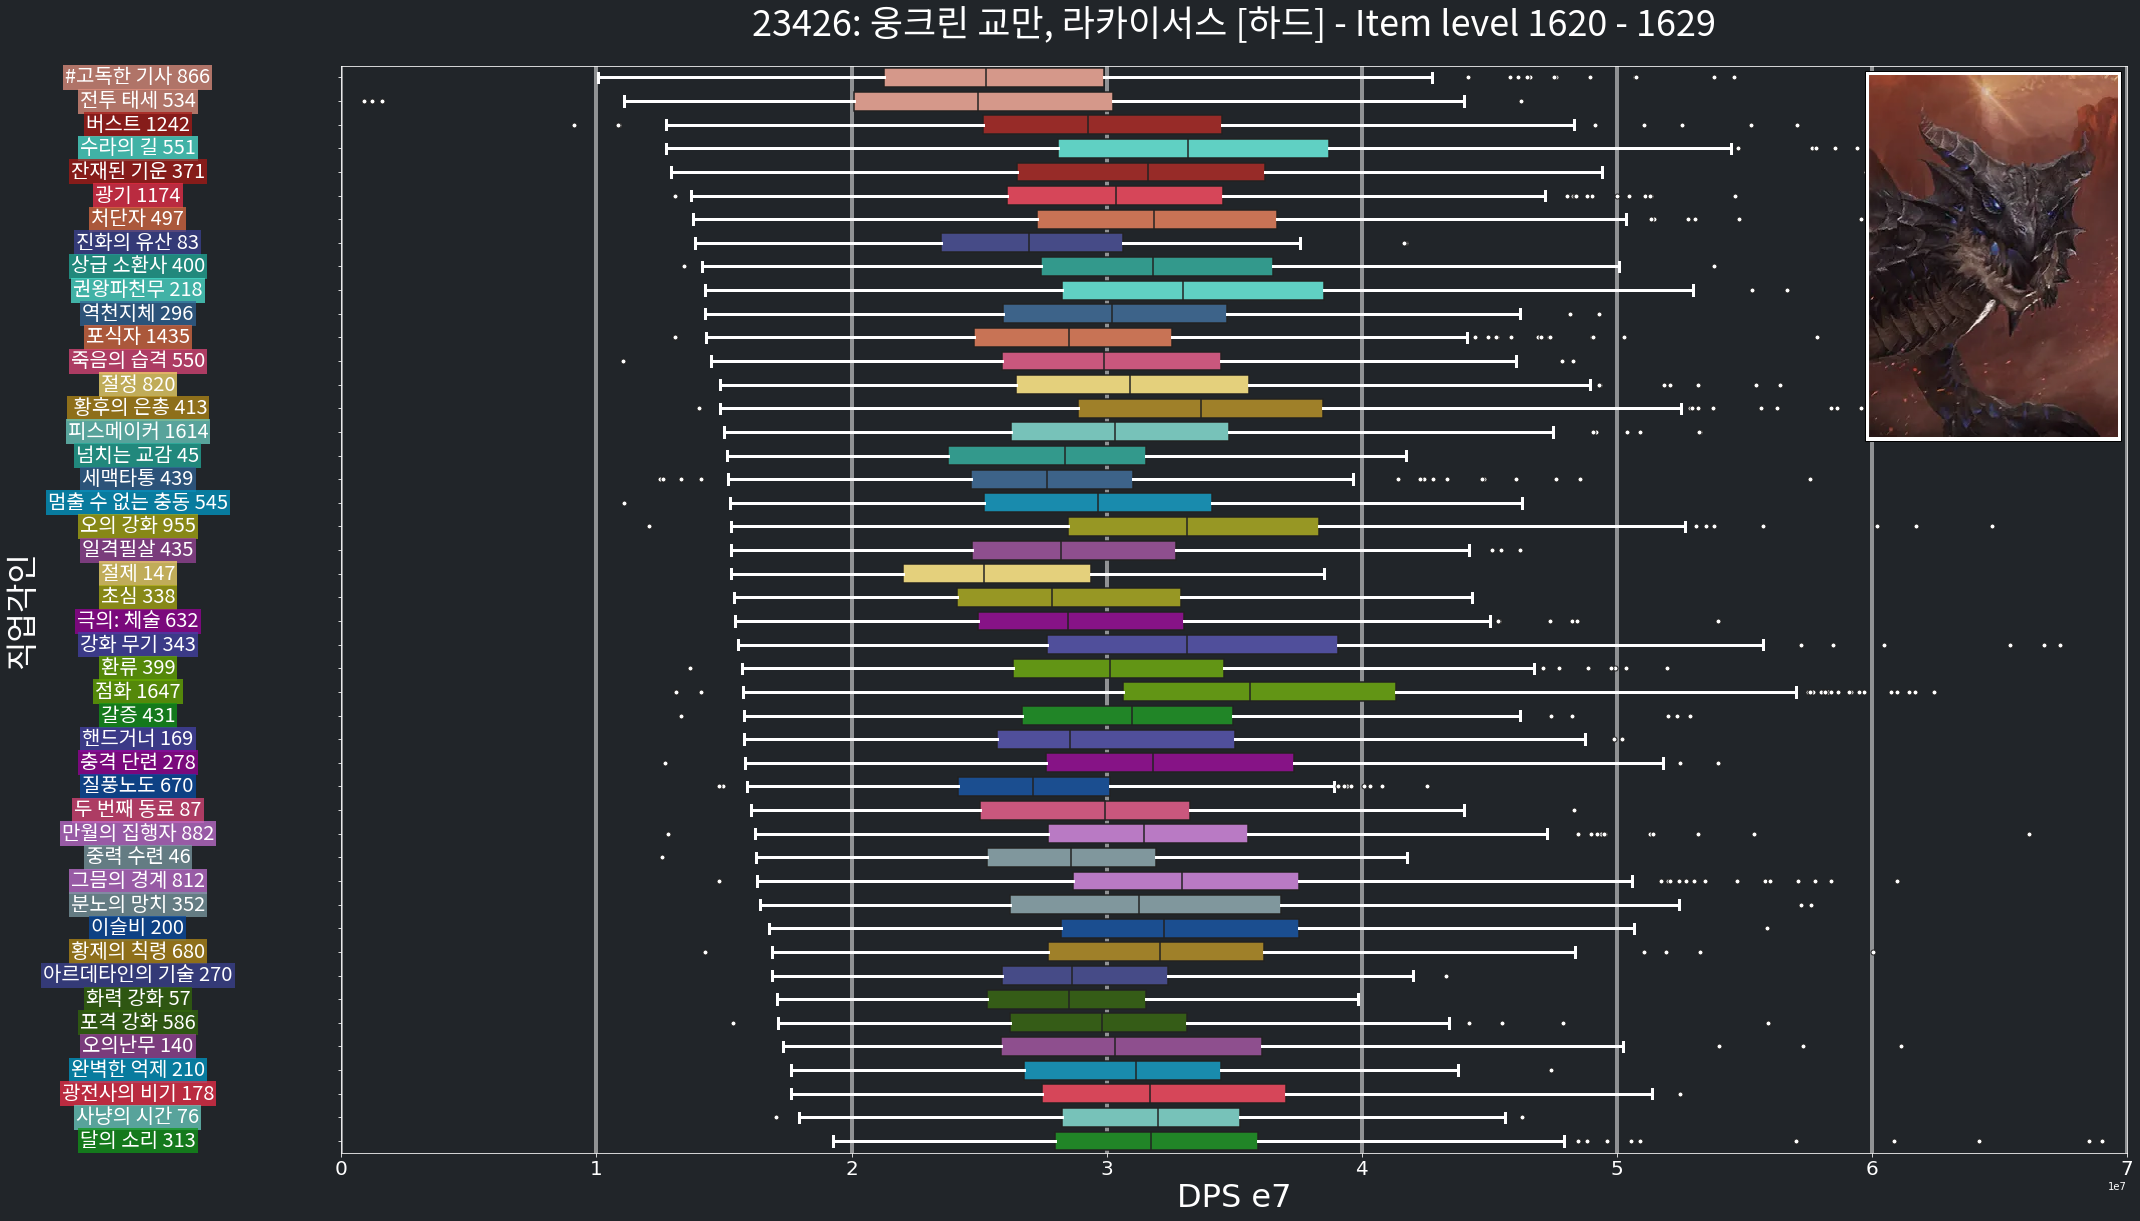 23426: 웅크린 교만, 라카이서스 [하드] - Item level 1620 - 1629
#고독한 기사 866
전투 태세 534
버스트 1242
수라의 길 551
잔재된 기운 371
광기 1174
처단자 497
진화의 유산 83
상급 소환사 400
권왕파천무 218
역천지체 296
포식자 1435
죽음의 습격 550
절정 820
황후의 은총 413
피스메이커 1614
넘치는 교감 45
세맥타통 439
멈출 수 없는 충동 545
오의 강화 955
일격필살 435
절제 147
초심 338
극의: 체술 632
강화 무기 343
환류 399
점화 1647
갈증 431
핸드거너 169
충격 단련 278
질풍노도 670
두 번째 동료 87
만월의 집행자 882
중력 수련 46
그믐의 경계 812
분노의 망치 352
이슬비 200
황제의 칙령 680
아르데타인의 기술 270
화력 강화 57
포격 강화 586
오의난무 140
완벽한 억제 210
광전사의 비기 178
사냥의 시간 76
달의 소리 313
직업각인
0 1 2 3 4 5 6 7
DPS e7
1e7